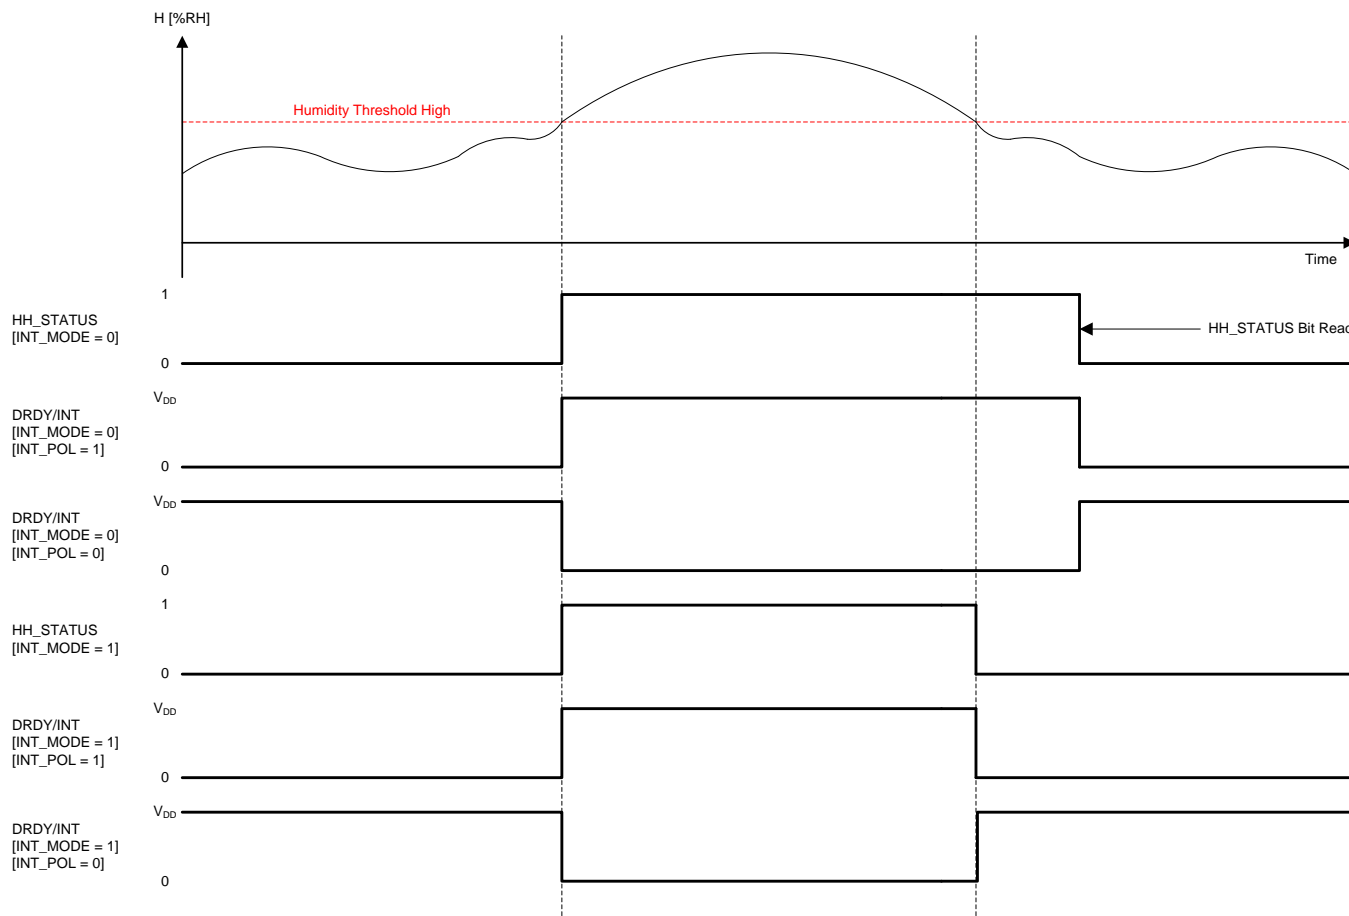 H [%RH]
Humidity Threshold High
Time
1
HH_STATUS
[INT_MODE = 0]
HH_STATUS Bit Read
0
VDD
DRDY/INT
[INT_MODE = 0]
[INT_POL = 1]
0
VDD
DRDY/INT
[INT_MODE = 0]
[INT_POL = 0]
0
1
HH_STATUS
[INT_MODE = 1]
0
VDD
DRDY/INT
[INT_MODE = 1]
[INT_POL = 1]
0
VDD
DRDY/INT
[INT_MODE = 1]
[INT_POL = 0]
0